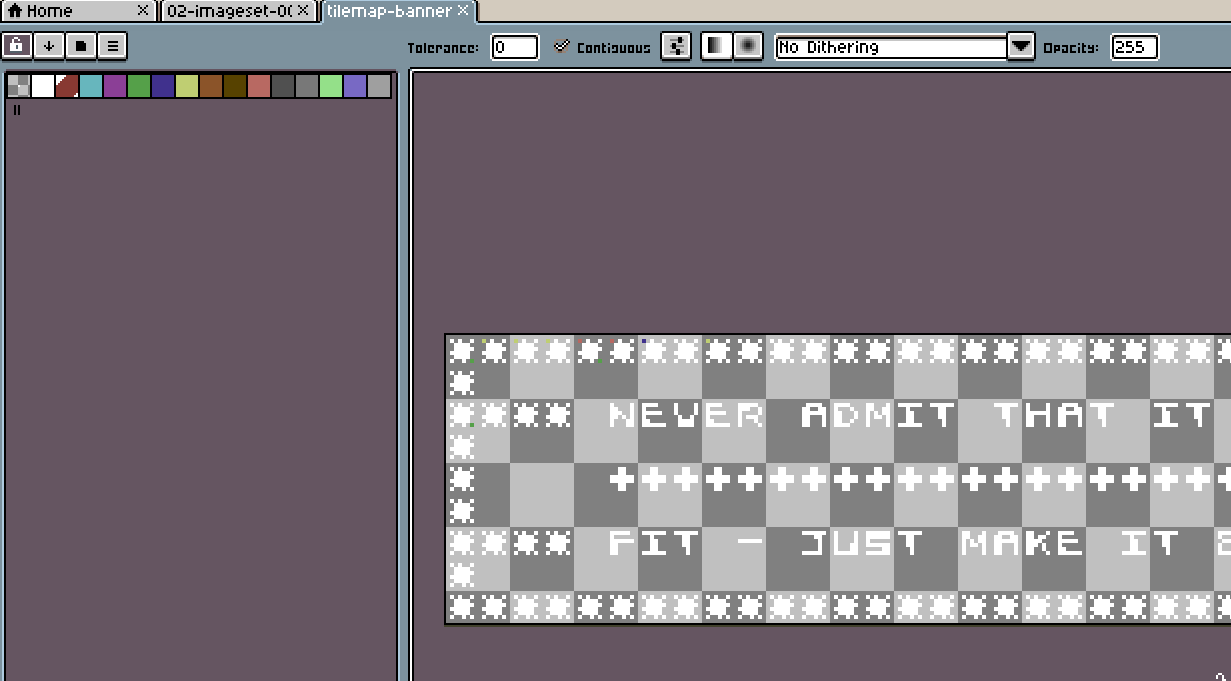 Home
02-imageset-0
tilemap-banner
Tolerance: 0
Contiguous
No Dithering
Opacity: 255
NEVER ADMIT THAT IT
FIT - JUST MAKE IT